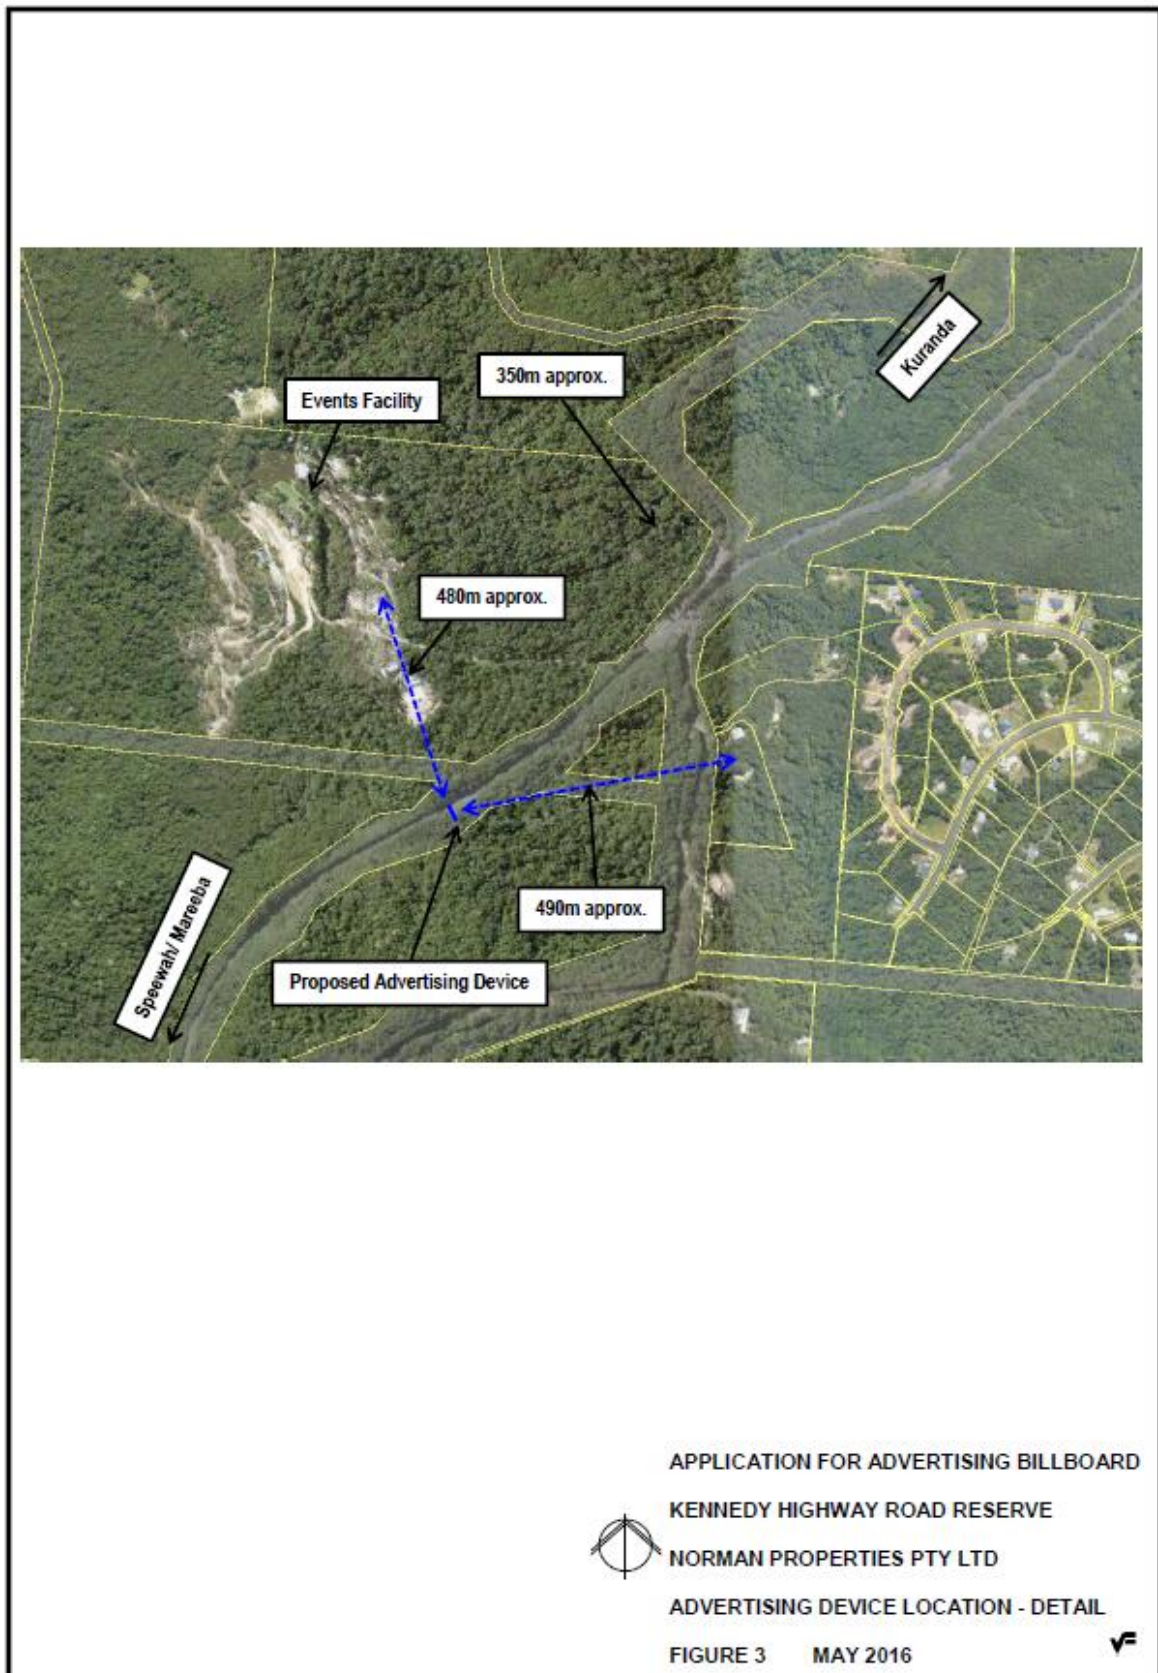 Kuranda
350m approx.
Events Facility
480m approx.
490m approx.
Speewah/ Mareeba
Proposed Advertising Device
APPLICATION FOR ADVERTISING BILLBOARD
KENNEDY HIGHWAY ROAD RESERVE
NORMAN PROPERTIES PTY LTD
ADVERTISING DEVICE LOCATION - DETAIL
FIGURE 3 MAY 2016